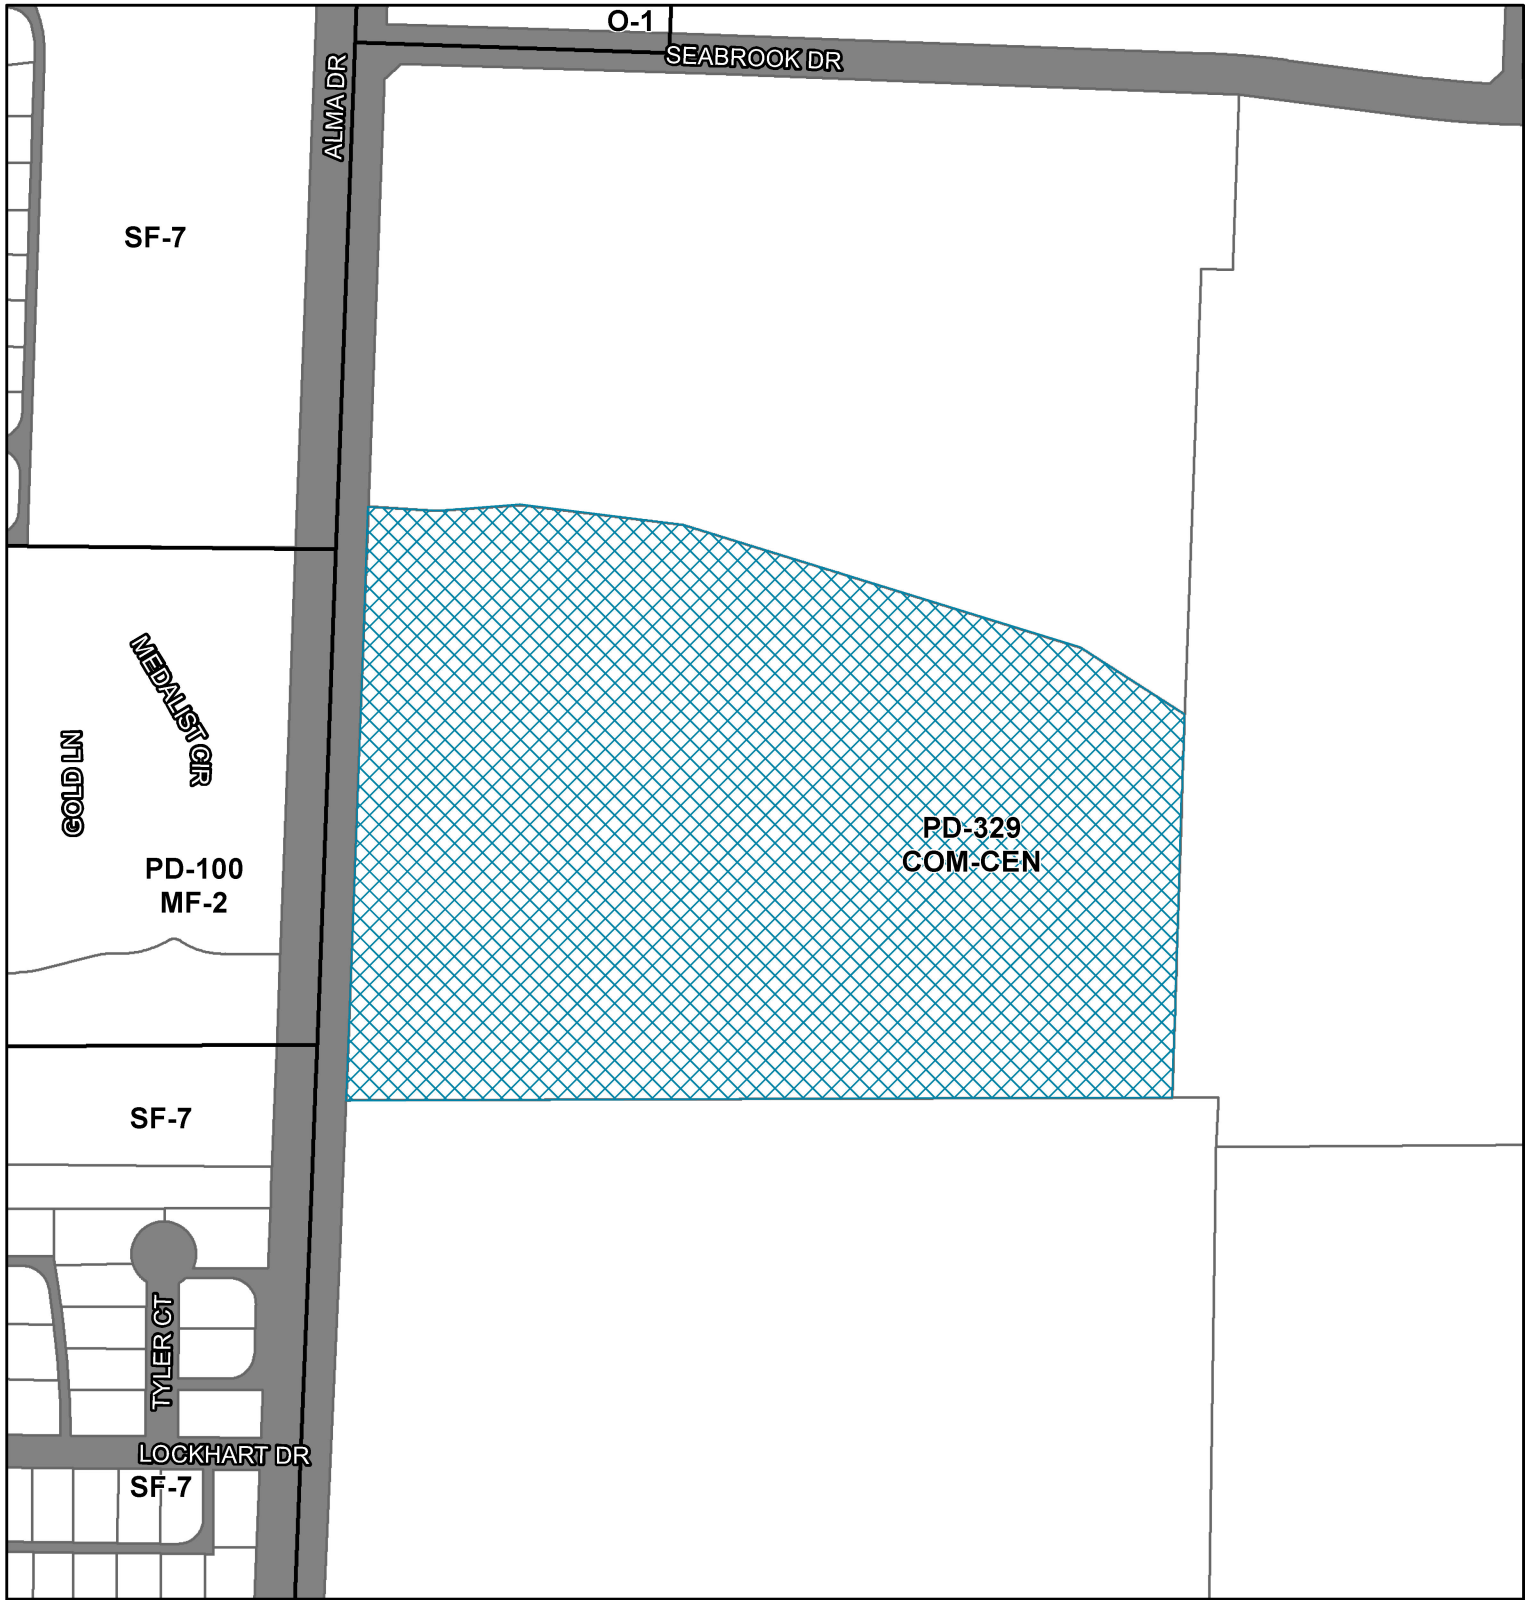 O-1
SEABROOK DR
ALMA DR
SF-7
MEDALIST CIR
GOLD LN
PD-329
COM-CEN
PD-100
MF-2
SF-7
TYLER CT
LOCKHART DR
SF-7